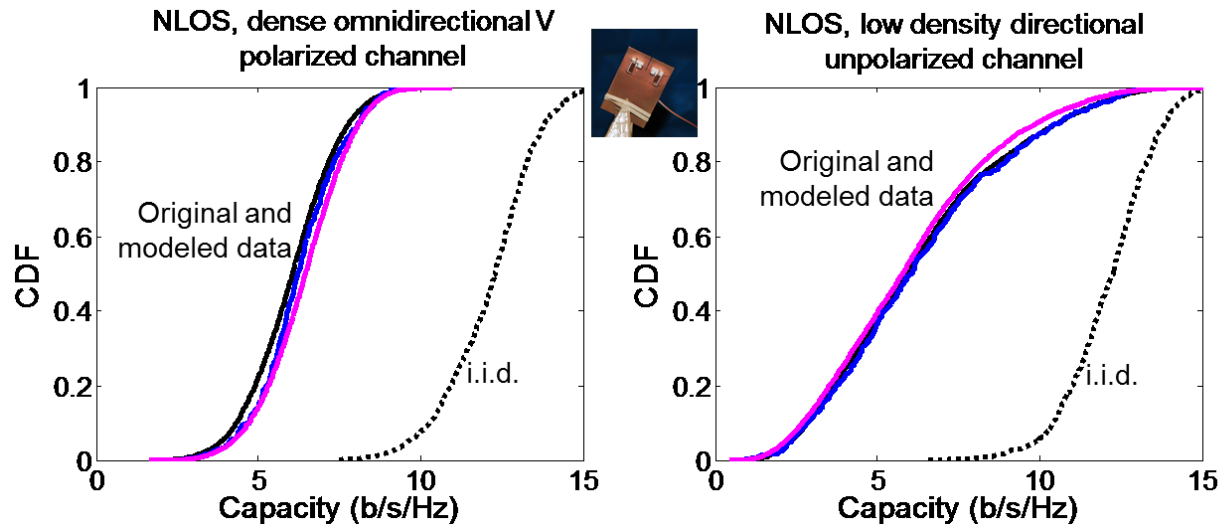 NLOS, dense omnidirectional V
polarized channel
1
0.8
0.6
0.4
0.2
0
CDF
Original and
modeled data
i.i.d.
0
5
10
15
Capacity (b/s/Hz)
NLOS, low density directional
unpolarized channel
1
0.8
0.6
0.4
0.2
0
CDF
Original and
modeled data
i.i.d.
0
5
10
15
Capacity (b/s/Hz)